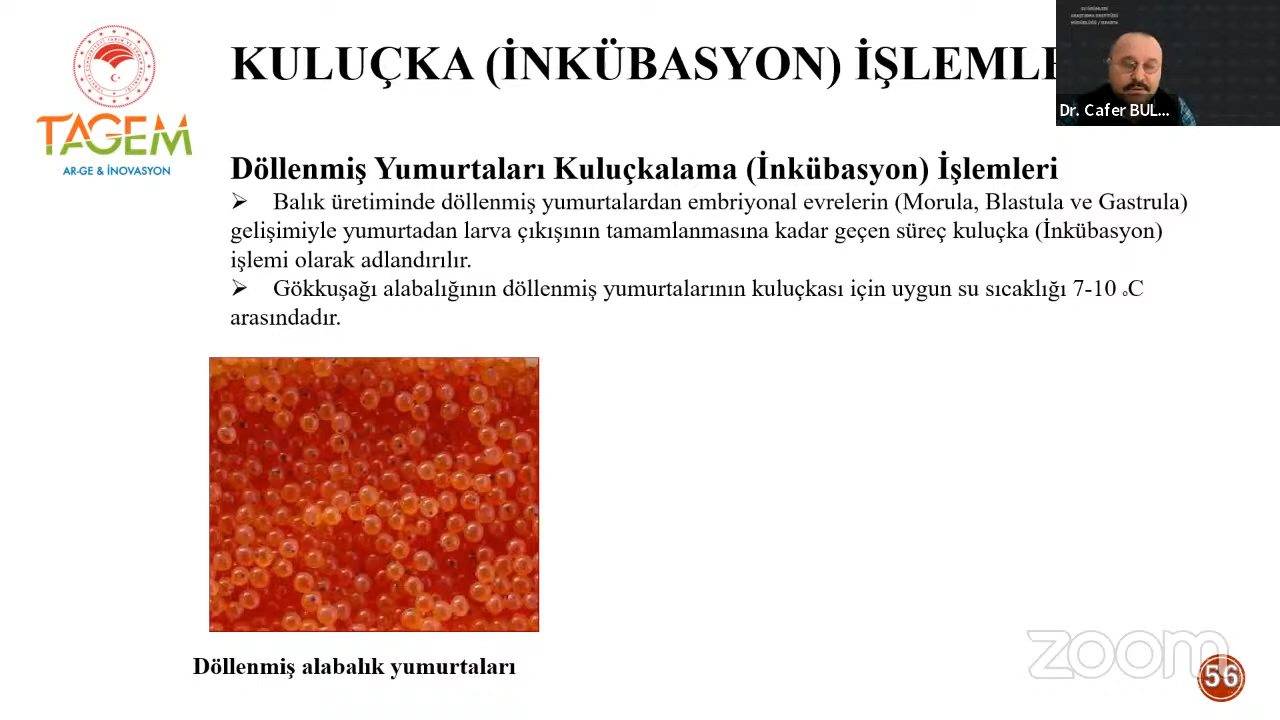 KULUÇKA (İNKÜBASYON) İŞLEML
Dr. Cafer BUL...
TAGEM
AR-GE & İNOVASYON
Döllenmiş Yumurtaları Kuluçkalama (İnkübasyon) İşlemleri
➢ Balık üretiminde döllenmiş yumurtalardan embriyonal evrelerin (Morula, Blastula ve Gastrula)
gelişimiyle yumurtadan larva çıkışının tamamlanmasına kadar geçen süreç kuluçka (İnkübasyon)
işlemi olarak adlandırılır.
➢ Gökkuşağı alabalığının döllenmiş yumurtalarının kuluçkası için uygun su sıcaklığı 7-10 °C
arasındadır.
Döllenmiş alabalık yumurtaları
zoom
56